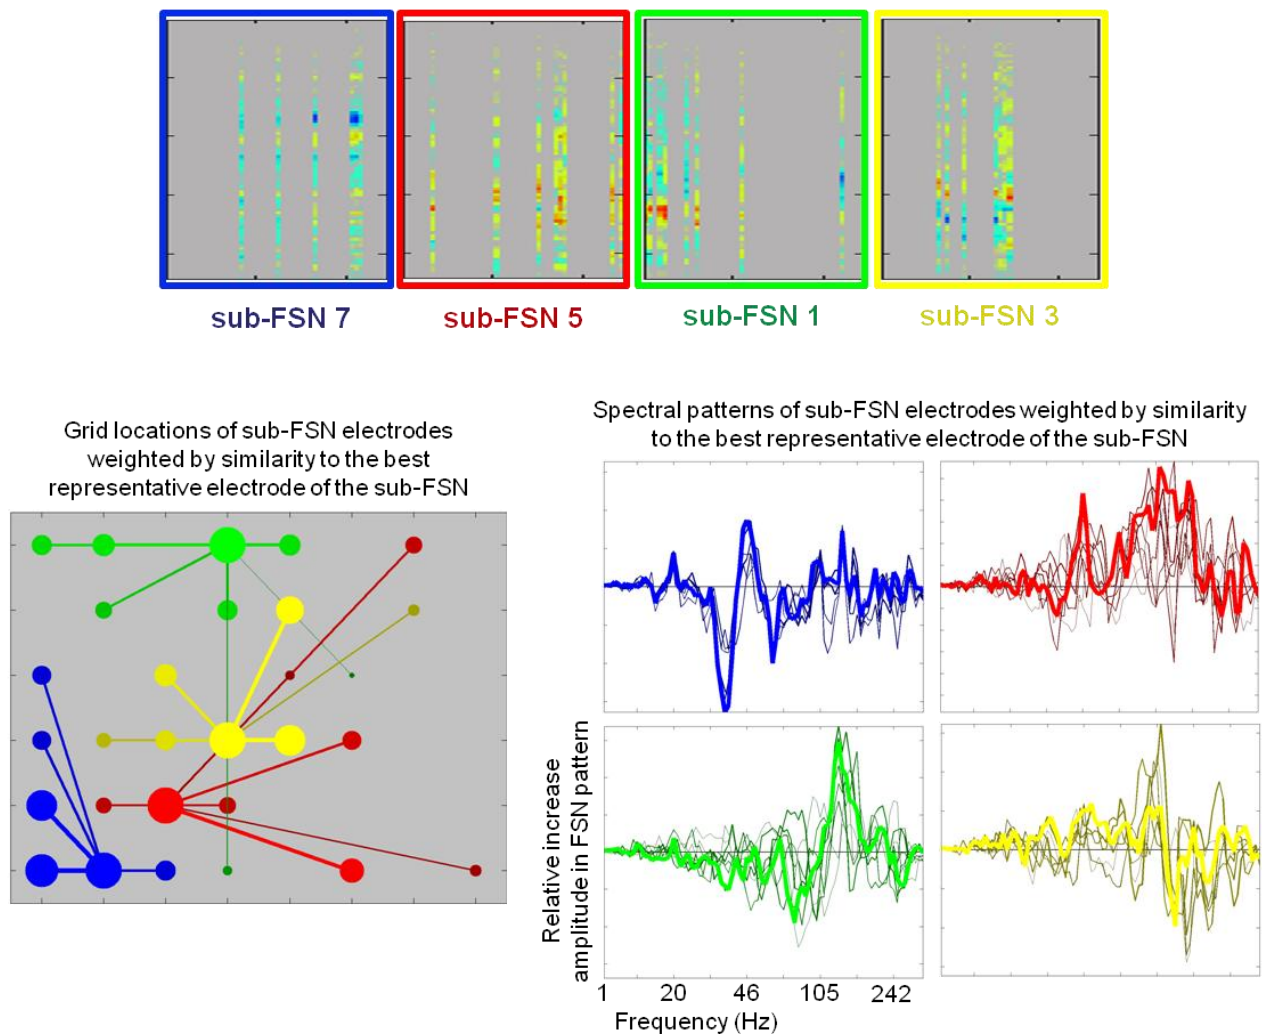 sub-FSN 7
sub-FSN 5
sub-FSN 1
sub-FSN 3
Grid locations of sub-FSN electrodes
weighted by similarity to the best
representative electrode of the sub-FSN
Spectral patterns of sub-FSN electrodes weighted by similarity
to the best representative electrode of the sub-FSN
Relative increase
amplitude in FSN pattern
1 20 46 105 242
Frequency (Hz)